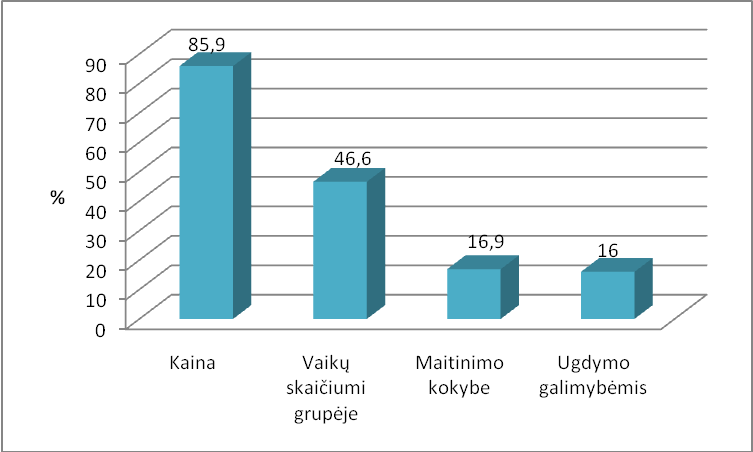 85,9
46,6
16,9
16
90
80
70
60
50
40
30
20
10
0
%
Kaina
Vaikų
skaičiumi
grupėje
Maitinimo
kokybe
Ugdymo
galimybėmis